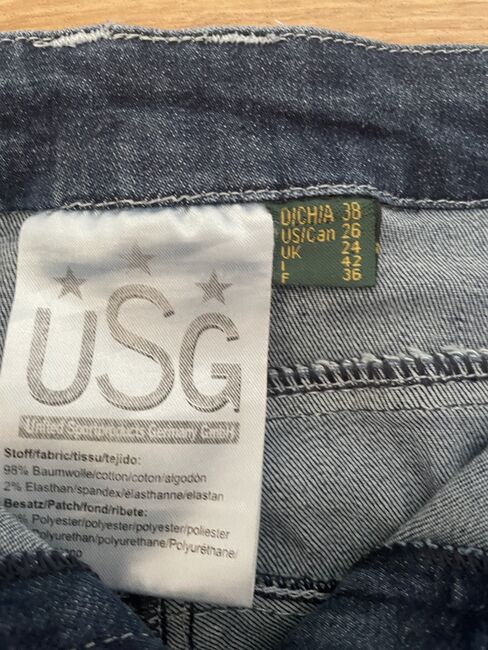 D/CH/A 38
US/Can 26
UK 24
I 42
F 36
USG
United Sportproducts Germany GmbH
Stoff/fabric/tissu/tejido:
98% Baumwolle/cotton/coton/algodón
2% Elasthan/spandex/élasthanne/elastan
Besatz/Patch/fond/ribete:
% Polyester/polyester/polyester/poliester
olyurethan/polyurethane/Polyuréthane/
ano